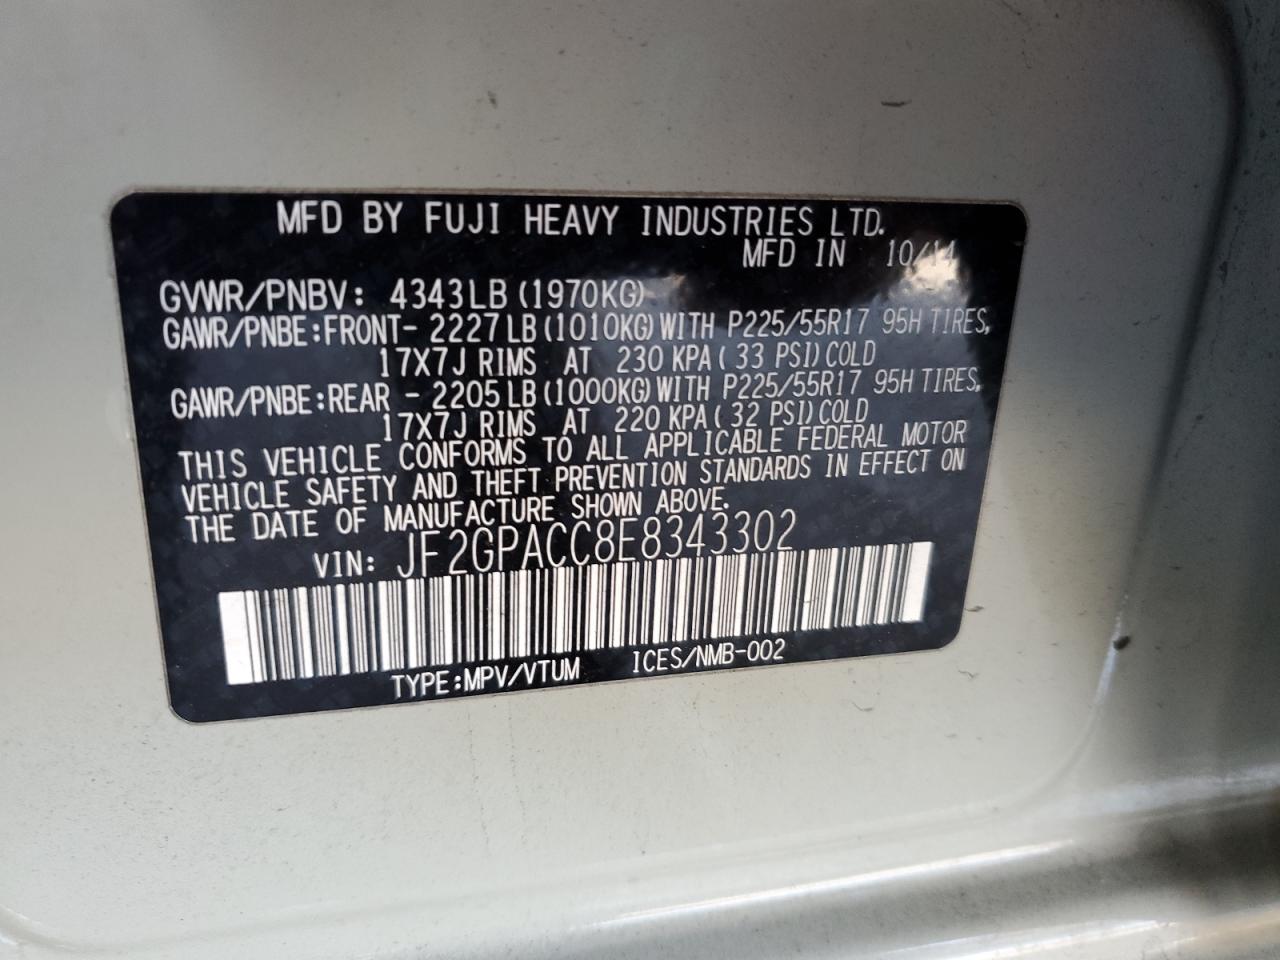 MFD BY FUJI HEAVY INDUSTRIES LTD.
MFD IN 10/14
GVWR/PNBV: 4343LB(1970KG)
GAWR/PNBE:FRONT- 2227LB(1010KG)WITH P225/55R17 95H TIRES,
17X7J RIMS AT 230 KPA(33 PSI)COLD
GAWR/PNBE:REAR - 2205LB(1000KG)WITH P225/55R17 95H TIRES,
17X7J RIMS AT 220 KPA(32 PSI)COLD
THIS VEHICLE CONFORMS TO ALL APPLICABLE FEDERAL MOTOR
VEHICLE SAFETY AND THEFT PREVENTION STANDARDS IN EFFECT ON
THE DATE OF MANUFACTURE SHOWN ABOVE.
VIN: JF2GPACC8E8343302
TYPE:MPV/VTUM ICES/NMB-002